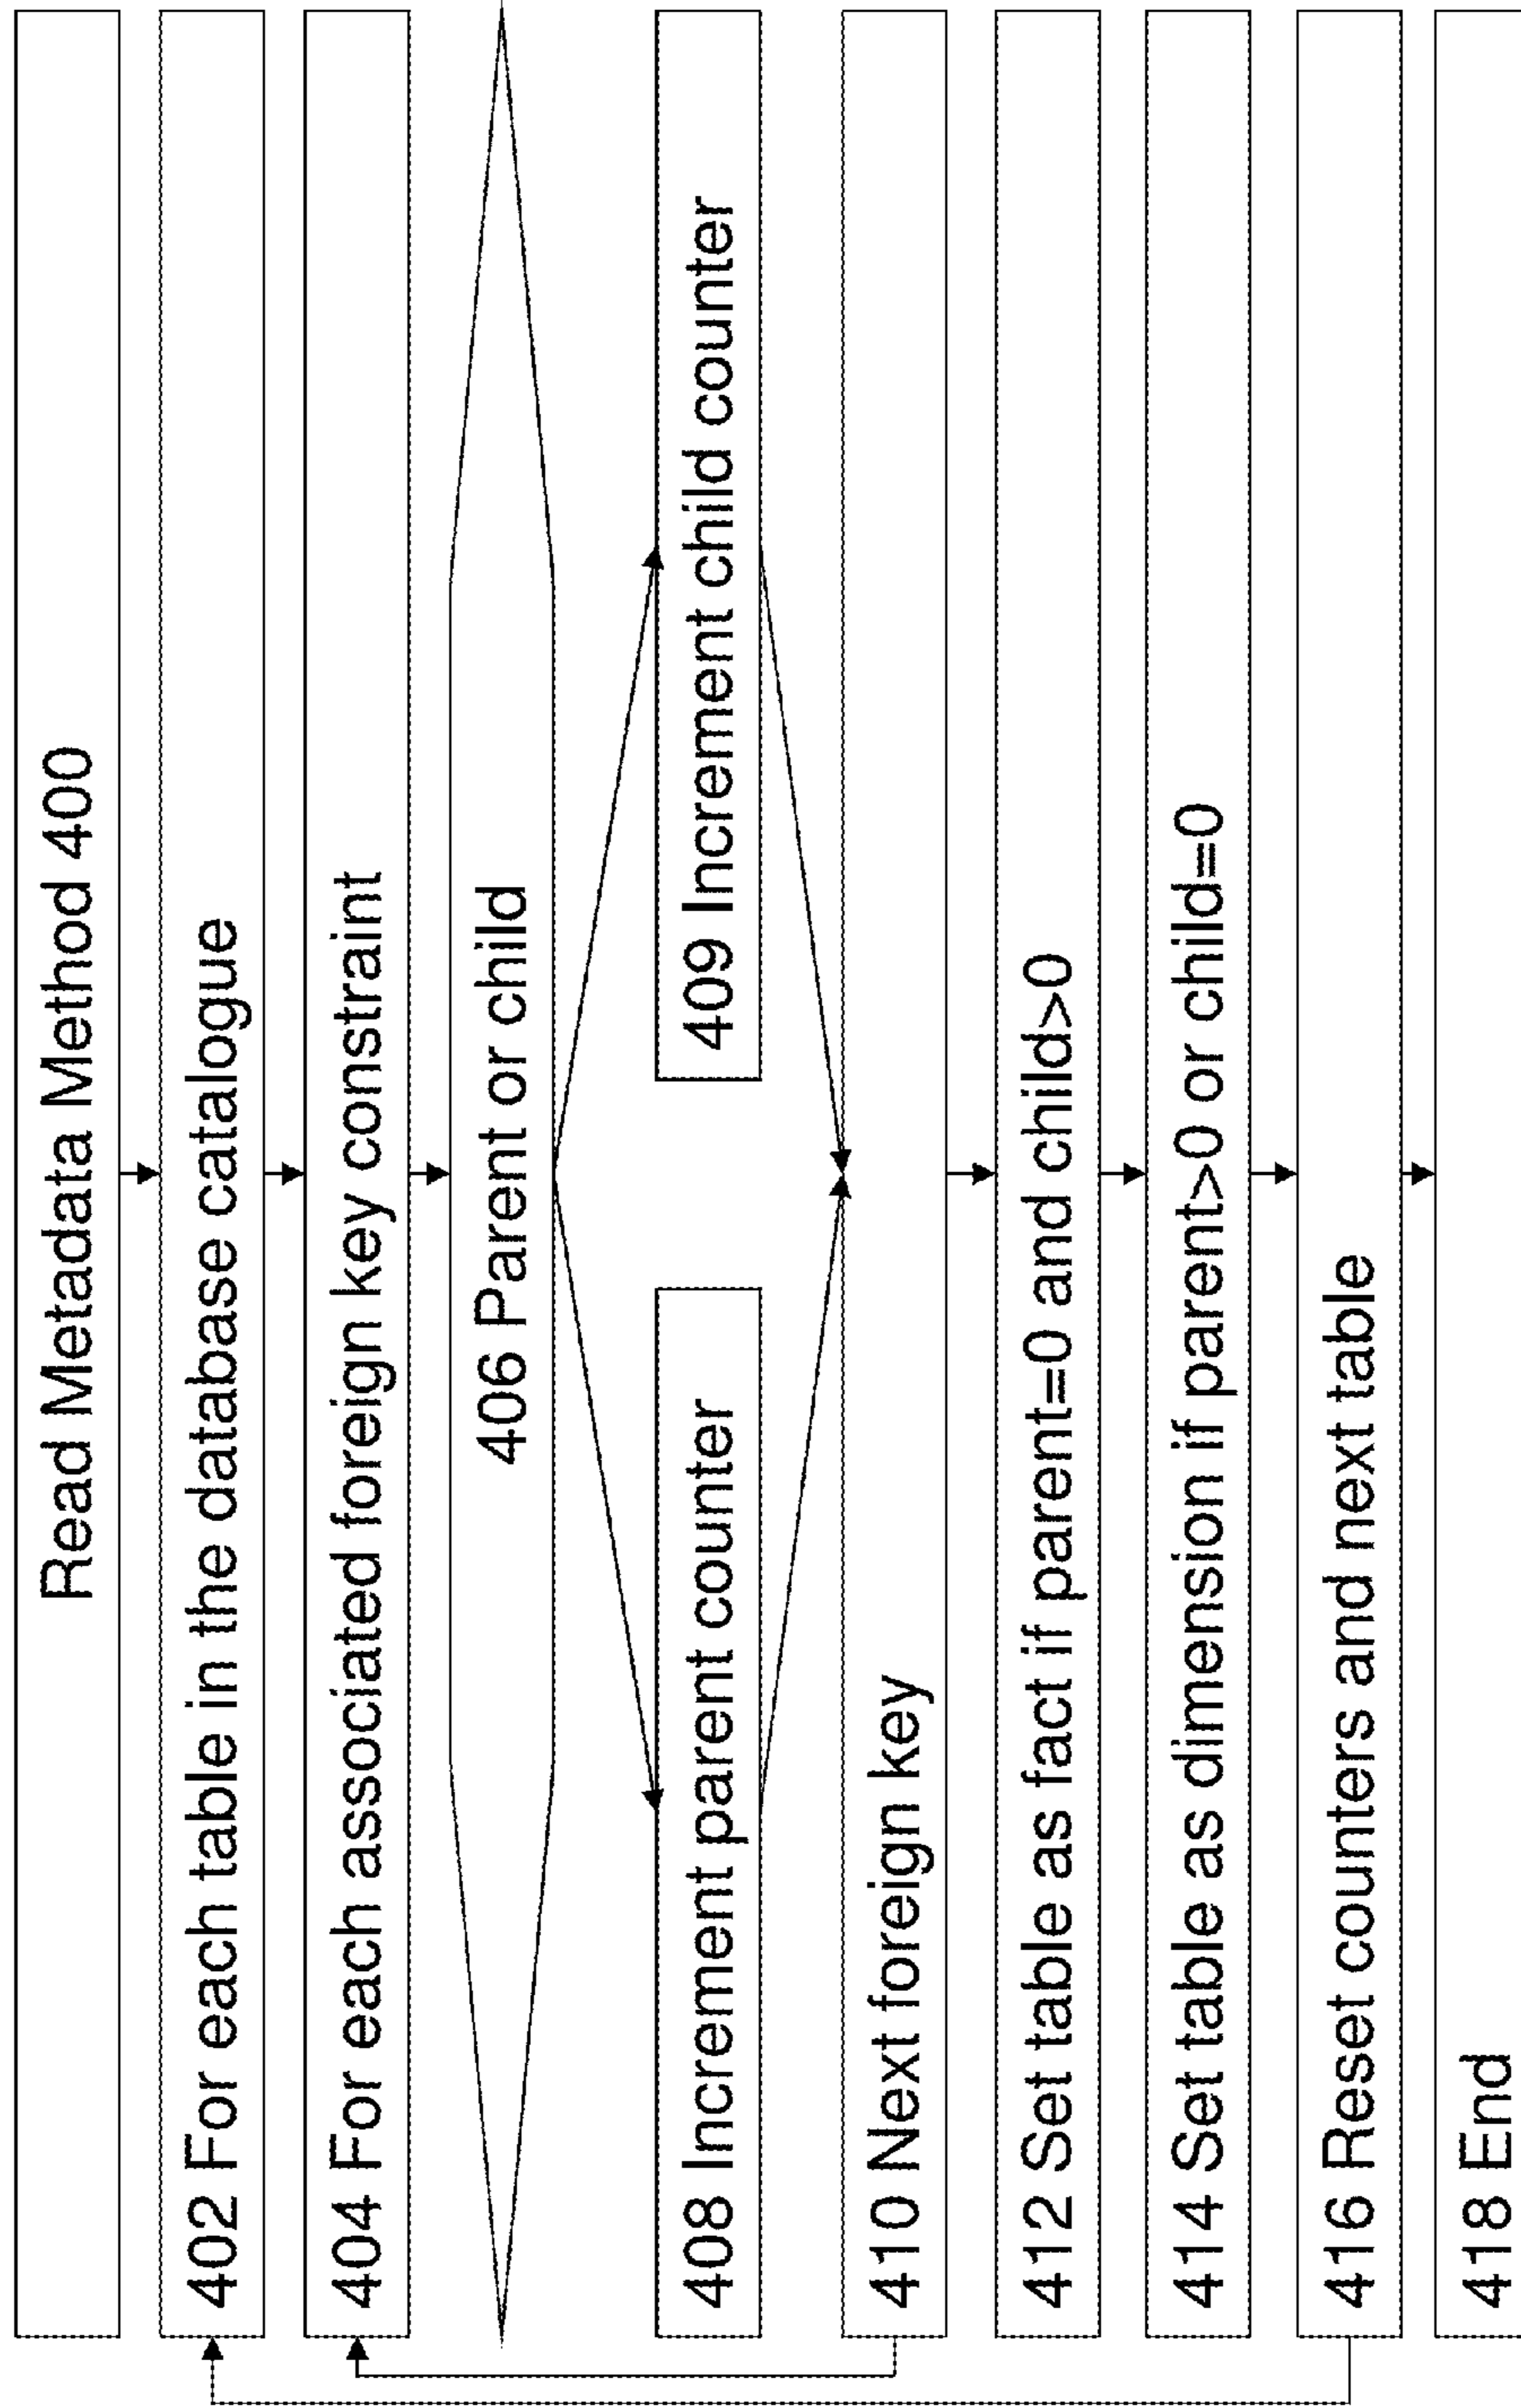 Read Metadata Method 400
402 For each table in the database catalogue
404 For each associated foreign key constraint
406 Parent or child
408 Increment parent counter
409 Increment child counter
410 Next foreign key
412 Set table as fact if parent=0 and child>0
414 Set table as dimension if parent>0 or child=0
416 Reset counters and next table
418 End